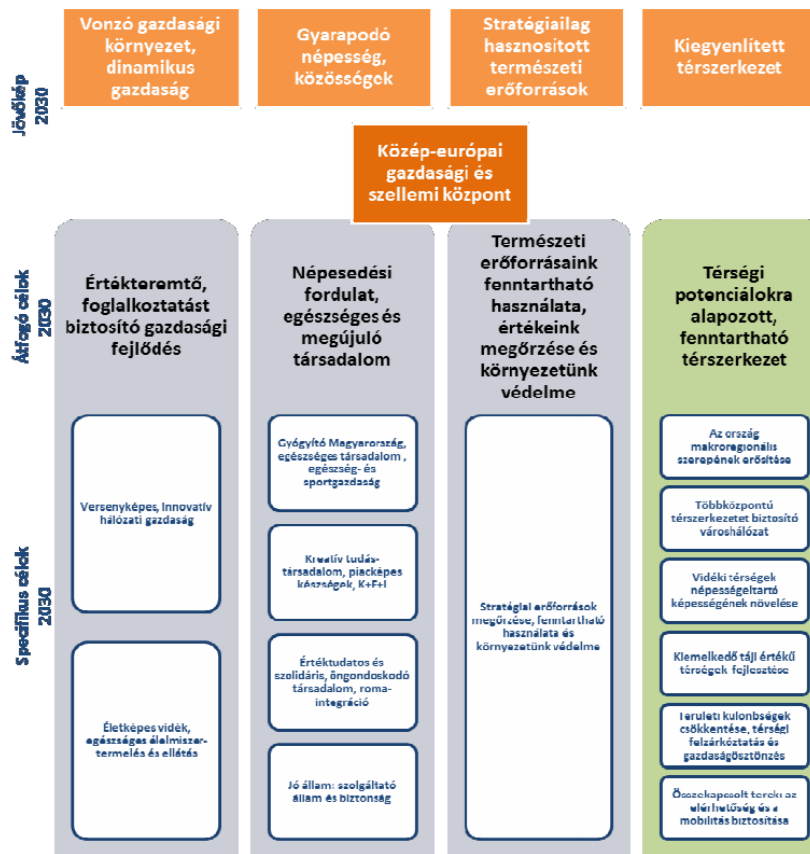 Jövőkép
2030
Vonzó gazdasági
környezet,
dinamikus
gazdaság
Gyarapodó
népesség,
közösségek
Stratégiailag
hasznosított
természeti
erőforrások
Kiegyenlített
térszerkezet
Közép-európai
gazdasági és
szellemi központ
Átfogó célok
2030
Értékteremtő,
foglalkoztatást
biztosító gazdasági
fejlődés
Népesedési
fordulat,
egészséges és
megújuló
társadalom
Természeti
erőforrásaink
fenntartható
használata,
értékeink
megőrzése és
környezetünk
védelme
Térségi
potenciálokra
alapozott,
fenntartható
térszerkezet
Specifikus célok
2030
Versenyképes, innovatív
hálózati gazdaság
Életképes vidék,
egészséges élelmiszer-
termelés és ellátás
Gyógyító Magyarország,
egészséges társadalom ,
egészség- és
sportgazdaság
Kreatív tudás-
társadalom, piacképes
készségek, K+F+I
Értéktudatos és
szolidáris, öngondoskodó
társadalom, roma-
integráció
Jó állam: szolgáltató
állam és biztonság
Stratégiai erőforrások
megőrzése, fenntartható
használata és
környezetünk védelme
Az ország
makroregionális
szerepének erősítése
Többközpontú
térszerkezetet biztosító
városhálózat
Vidéki térségek
népességeltartó
képességének növelése
Kiemelkedő táji értékű
térségek fejlesztése
Területi különbségek
csökkentése, térségi
felzárkóztatás és
gazdaságösztönzés
Összekapcsolt terek: az
elérhetőség és a
mobilitás biztosítása